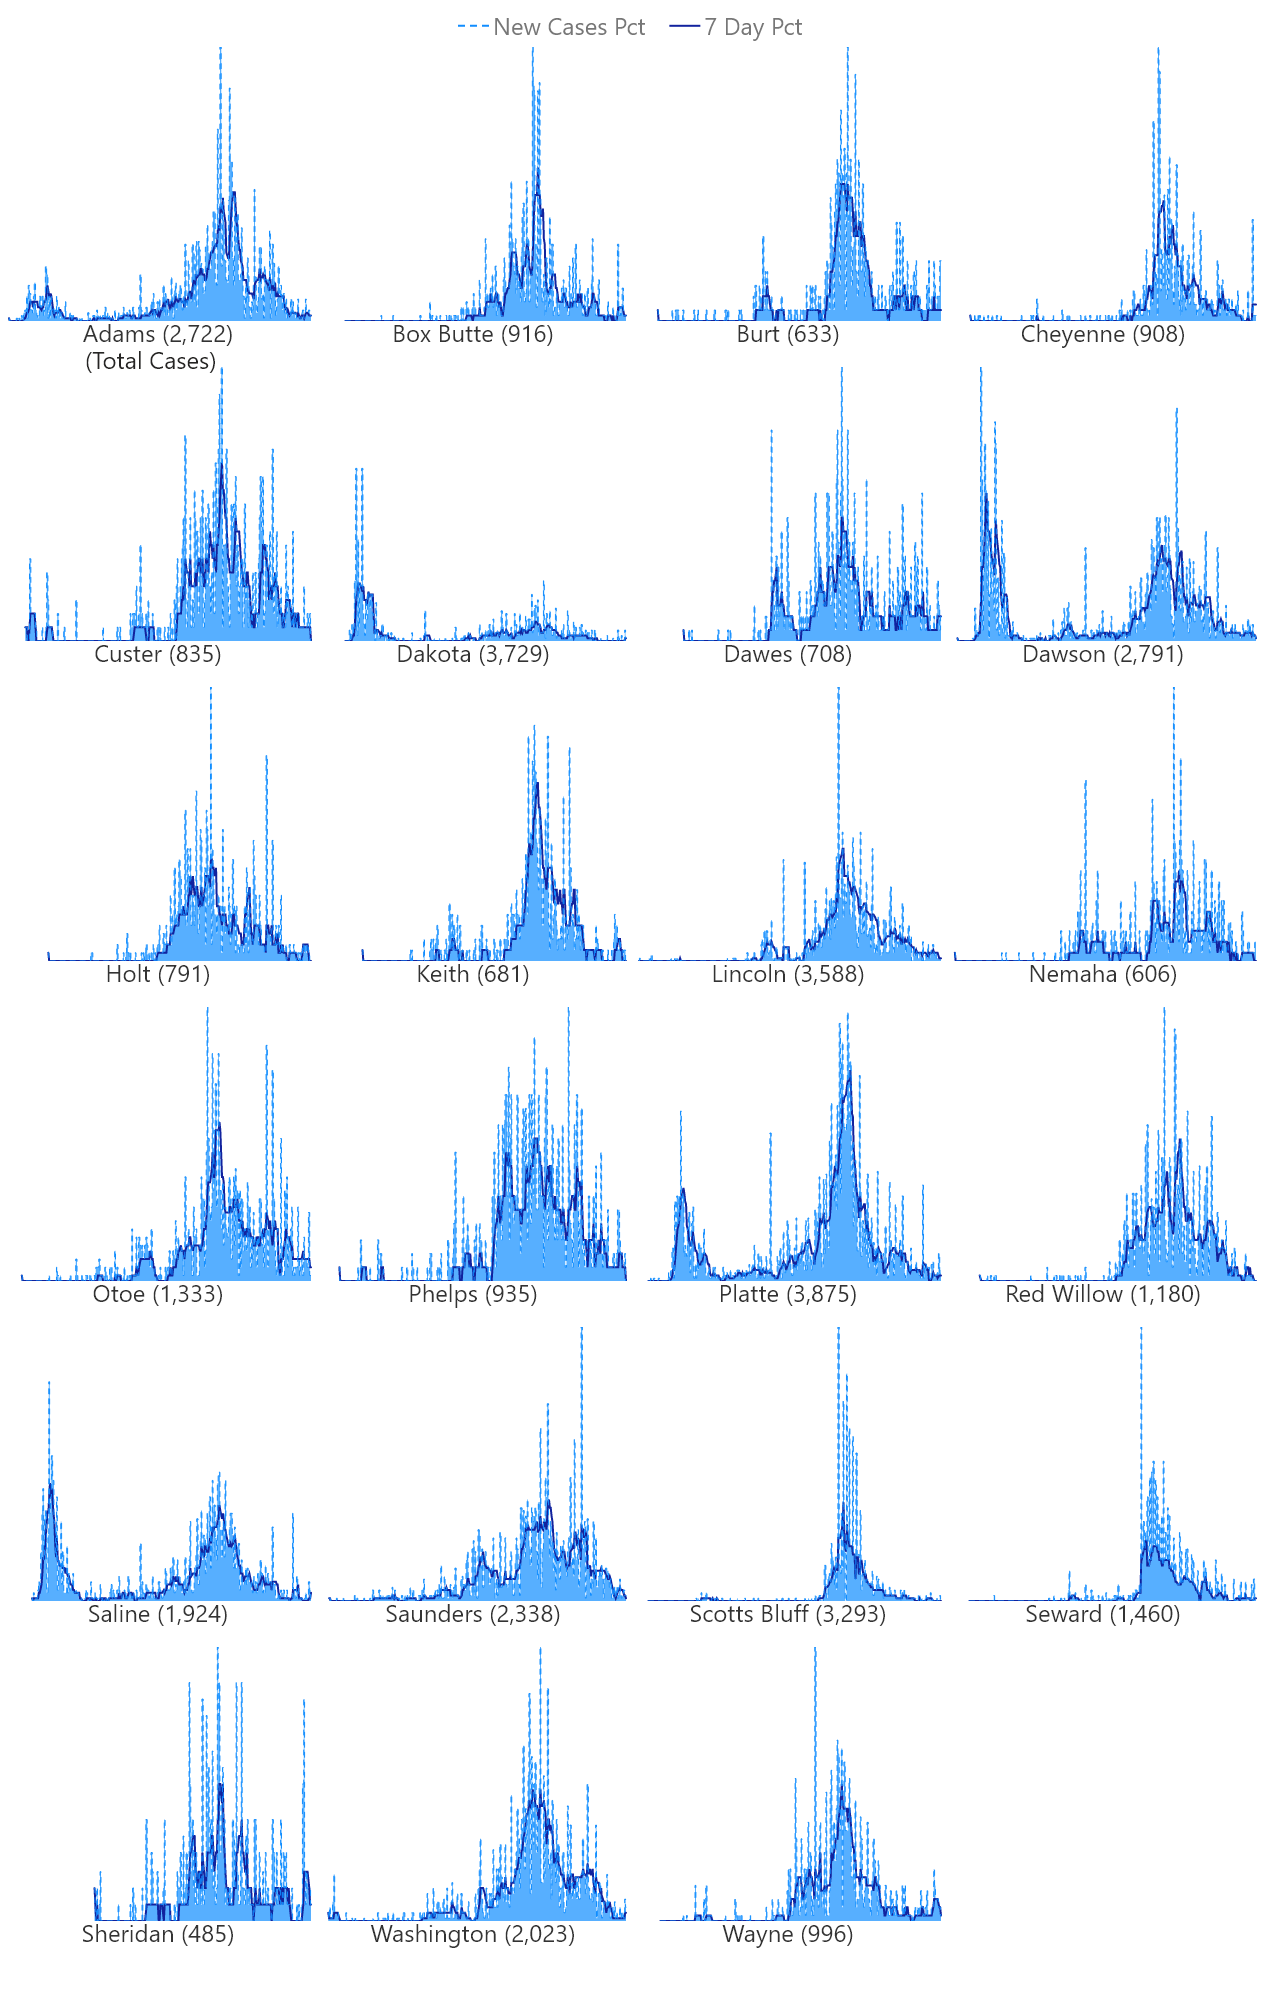 New Cases Pct 7 Day Pct
Adams (2,722) Box Butte (916) Burt (633) Cheyenne (908)
(Total Cases)
Custer (835) Dakota (3,729) Dawes (708) Dawson (2,791)
Holt (791) Keith (681) Lincoln (3,588) Nemaha (606)
Otoe (1,333) Phelps (935) Platte (3,875) Red Willow (1,180)
Saline (1,924) Saunders (2,338) Scotts Bluff (3,293) Seward (1,460)
Sheridan (485) Washington (2,023) Wayne (996)